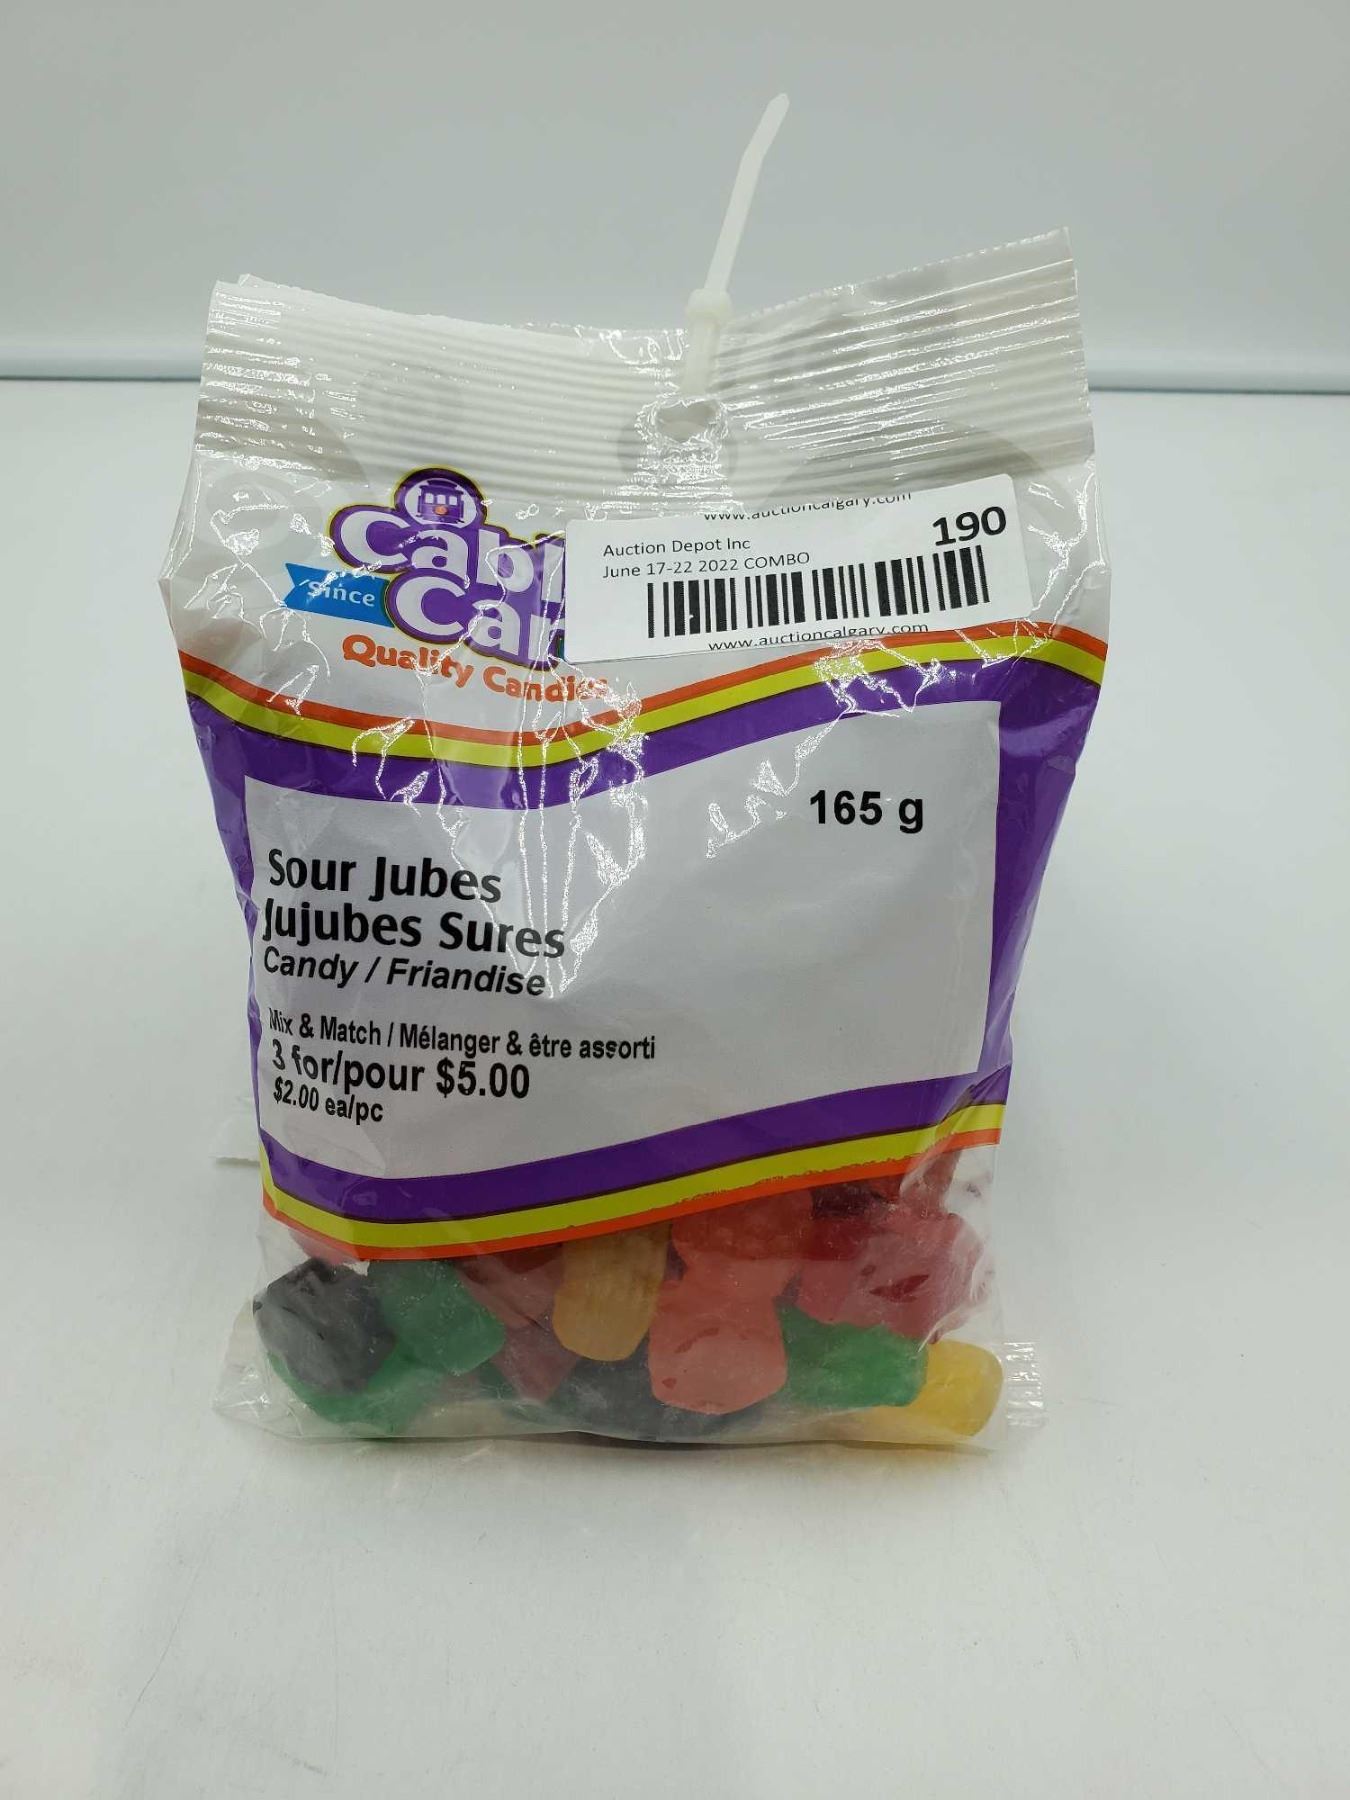 www.auctioncalgary.com
Auction Depot Inc
190
June 17-22 2022 COMBO
www.auctioncalgary.com
Cabl
Car
Since
Quality Candies
165 g
Sour Jubes
Jujubes Sures
Candy / Friandise
Mix & Match / Mélanger & être assorti
3 for/pour $5.00
$2.00 ea/pc